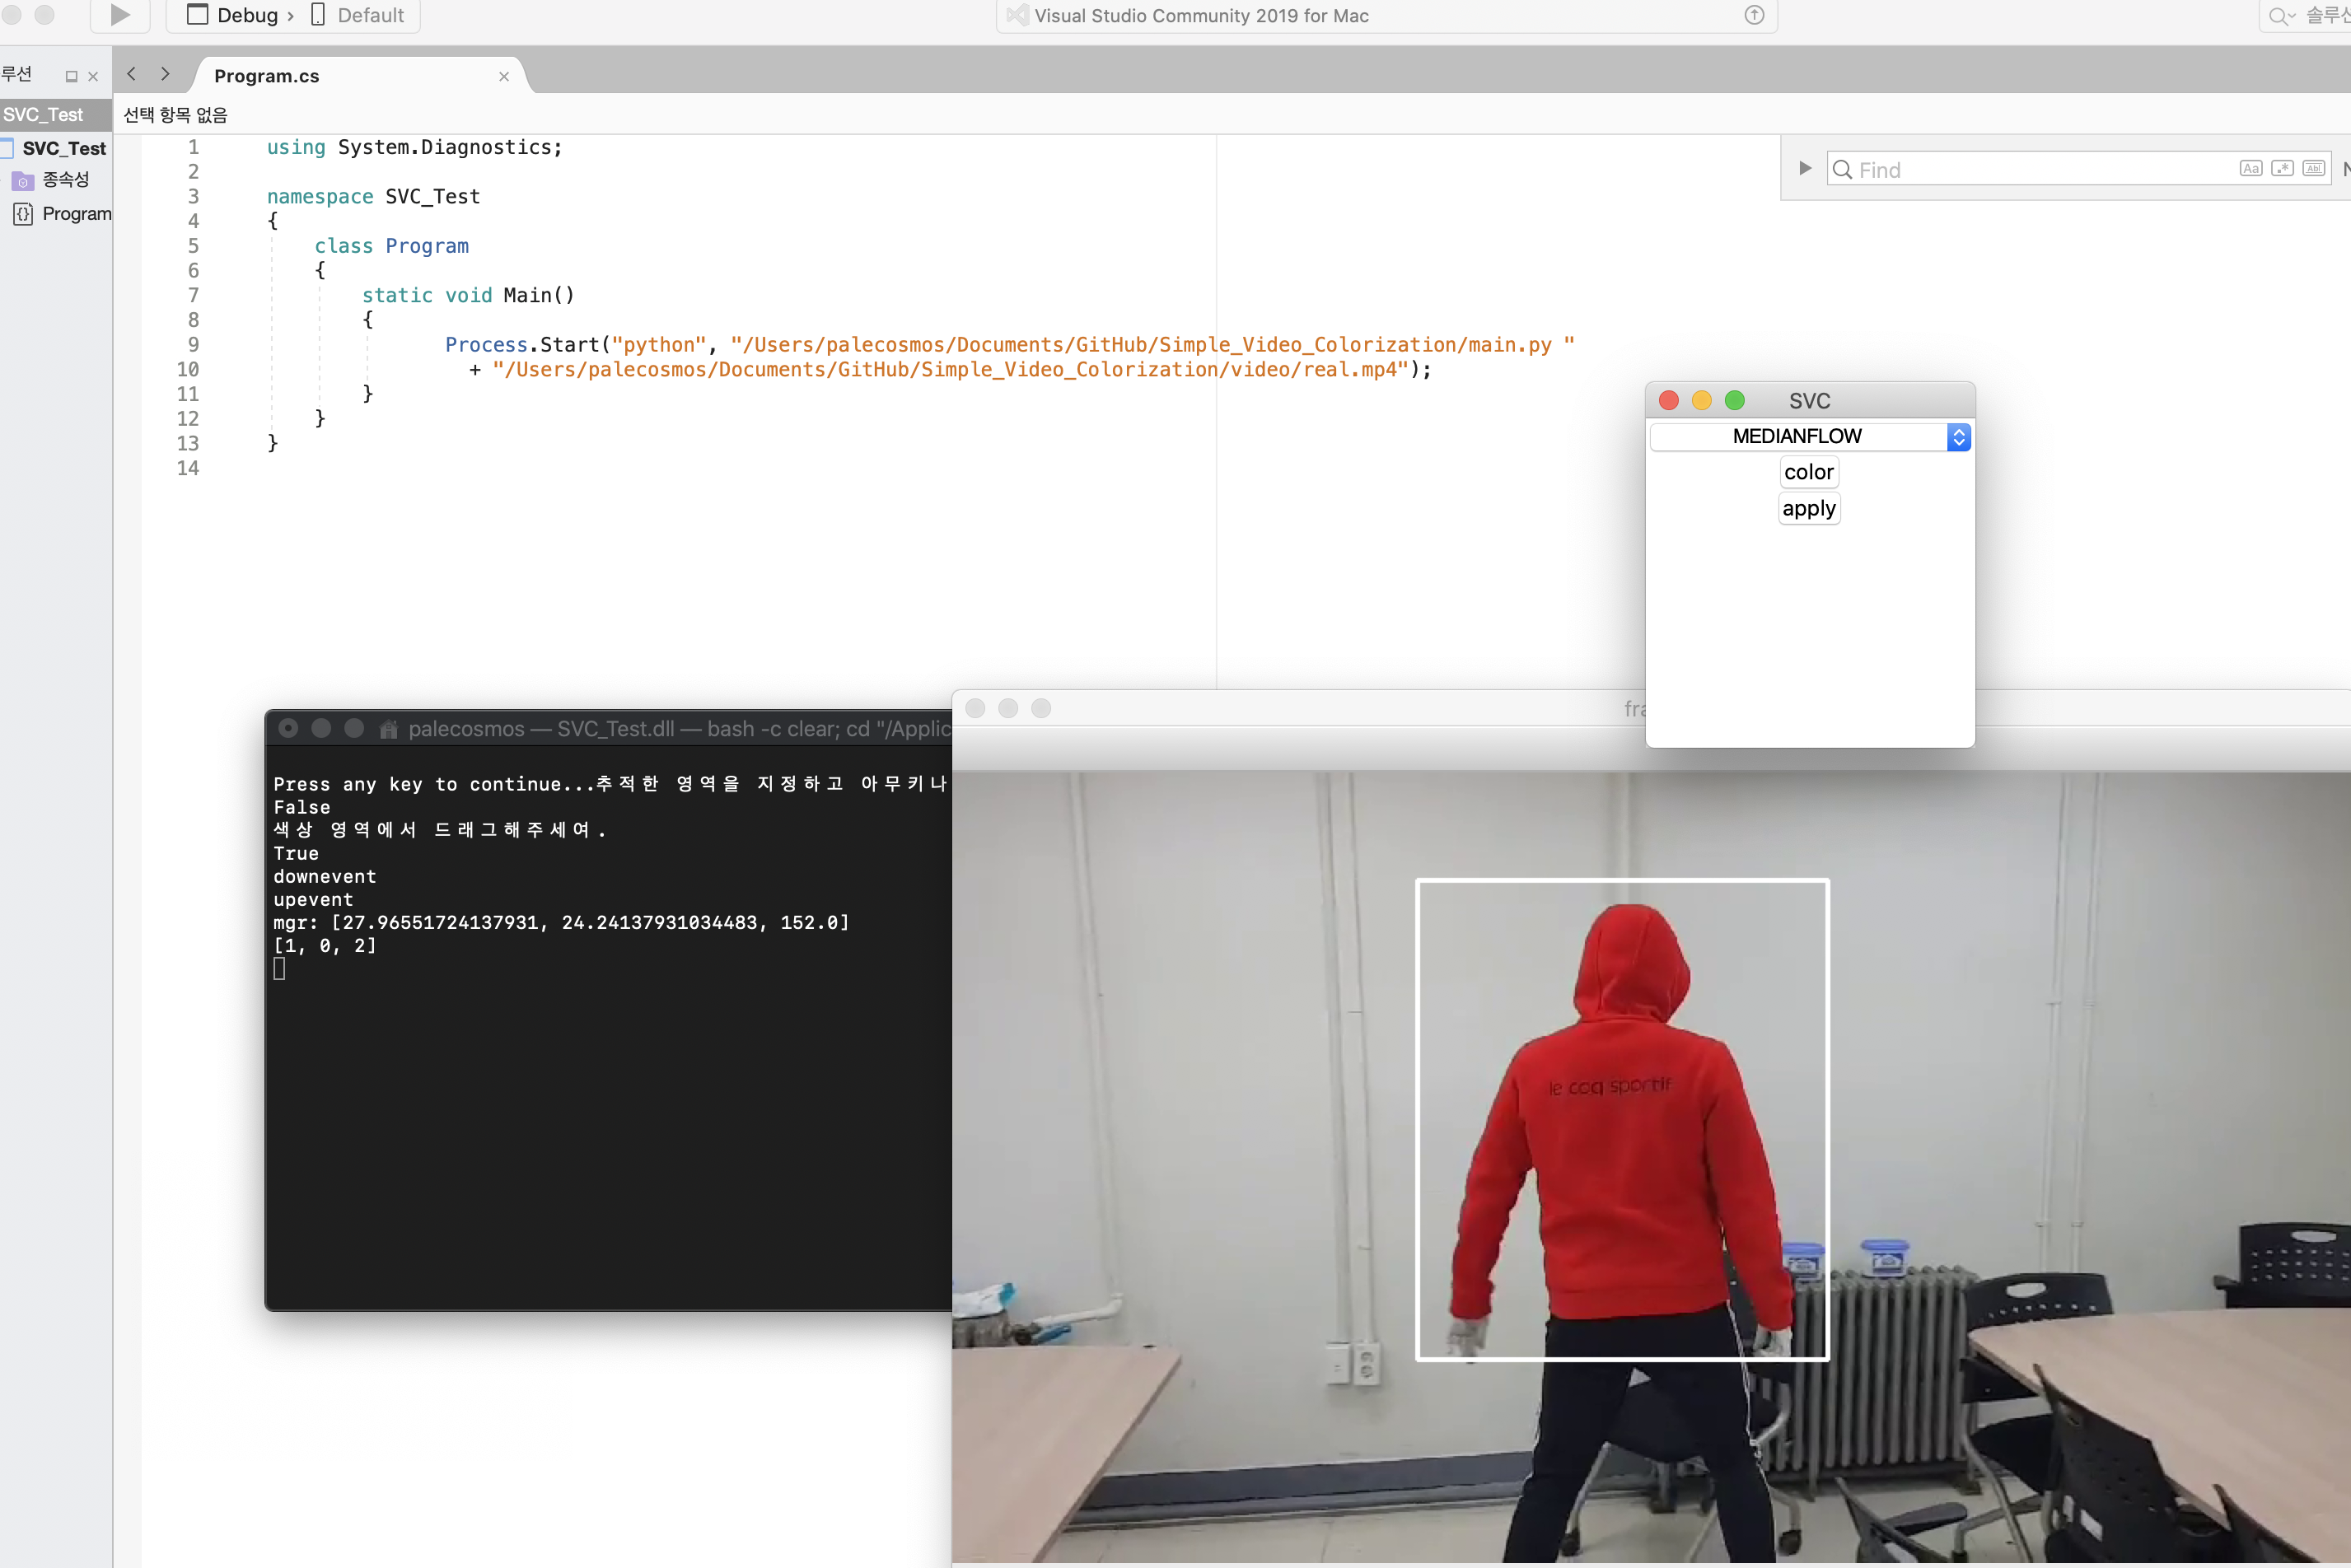 Debug › Default
Visual Studio Community 2019 for Mac
Program.cs
SVC_Test
선택 항목 없음
SVC_Test
종속성
Program
Find
1 using System.Diagnostics;
2
3 namespace SVC_Test
4 {
5 class Program
6 {
7 static void Main()
8 {
9 Process.Start("python", "/Users/palecosmos/Documents/GitHub/Simple_Video_Colorization/main.py "
10 + "/Users/palecosmos/Documents/GitHub/Simple_Video_Colorization/video/real.mp4");
11 }
12 }
13 }
14
SVC
MEDIANFLOW
color
apply
palecosmos — SVC_Test.dll — bash -c clear; cd "/Applic
Press any key to continue...추적한 영역을 지정하고 아무키나
False
색상 영역에서 드래그해주세여.
True
downevent
upevent
mgr: [27.96551724137931, 24.24137931034483, 152.0]
[1, 0, 2]
le coq sportif